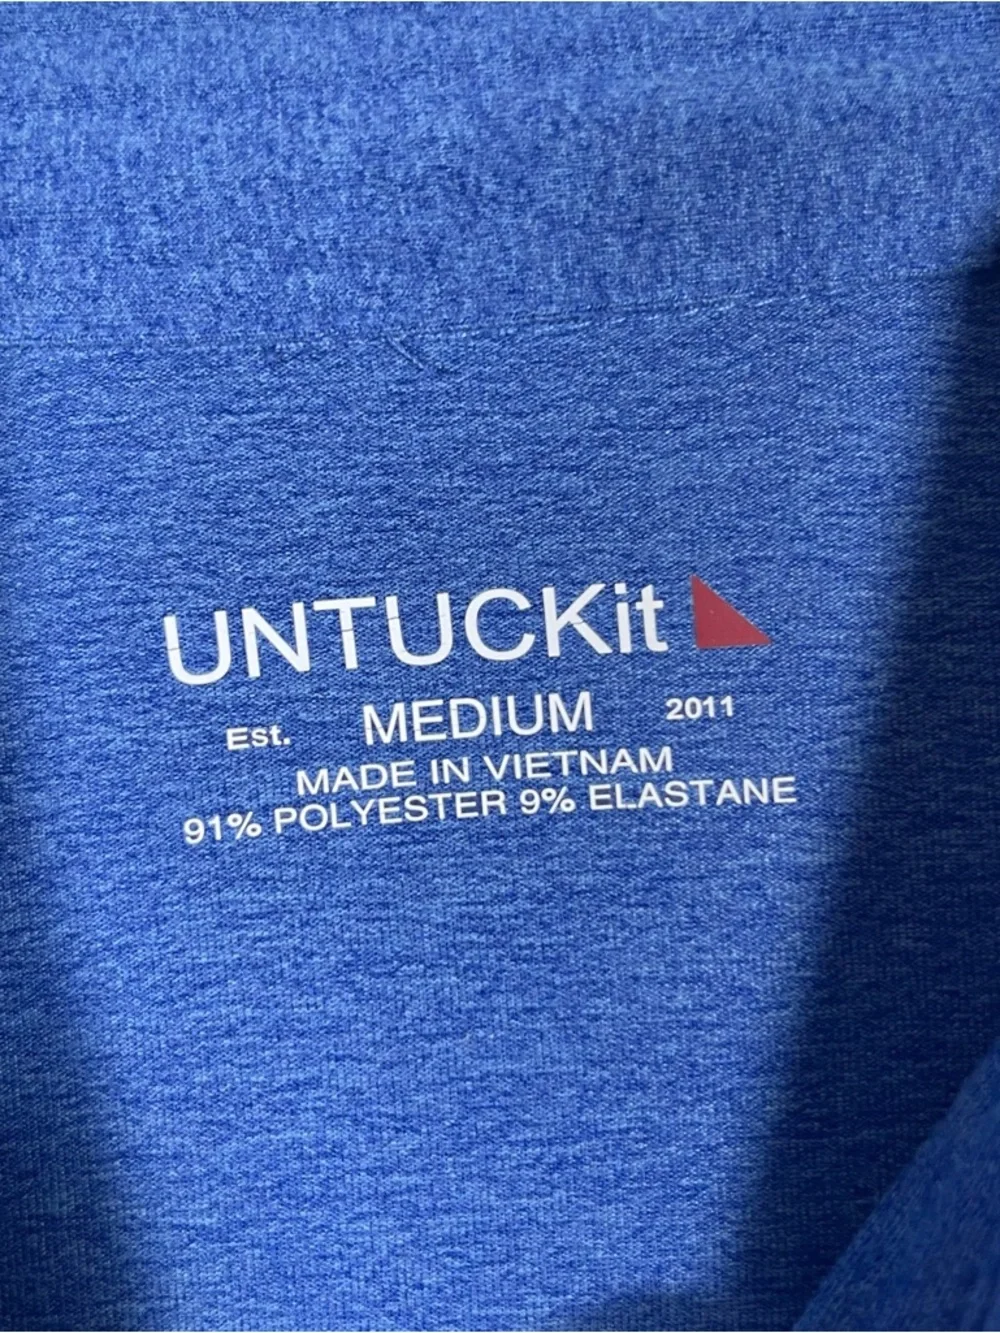 UNTUCKit
Est. MEDIUM 2011
MADE IN VIETNAM
91% POLYESTER 9% ELASTANE